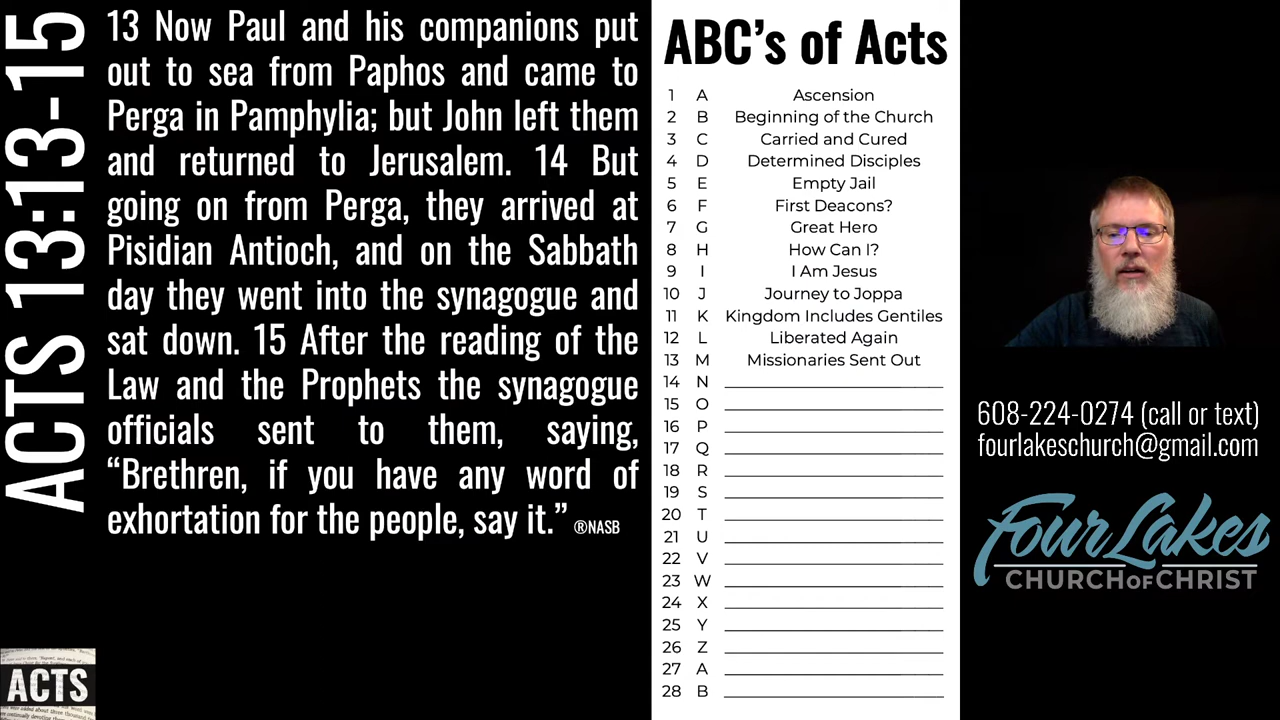 ACTS 13:13-15
13 Now Paul and his companions put
out to sea from Paphos and came to
Perga in Pamphylia; but John left them
and returned to Jerusalem. 14 But
going on from Perga, they arrived at
Pisidian Antioch, and on the Sabbath
day they went into the synagogue and
sat down. 15 After the reading of the
Law and the Prophets the synagogue
officials sent to them, saying,
“Brethren, if you have any word of
exhortation for the people, say it.” ®NASB
ACTS
ABC’s of Acts
1 A Ascension
2 B Beginning of the Church
3 C Carried and Cured
4 D Determined Disciples
5 E Empty Jail
6 F First Deacons?
7 G Great Hero
8 H How Can I?
9 I I Am Jesus
10 J Journey to Joppa
11 K Kingdom Includes Gentiles
12 L Liberated Again
13 M Missionaries Sent Out
14 N
15 O
16 P
17 Q
18 R
19 S
20 T
21 U
22 V
23 W
24 X
25 Y
26 Z
27 A
28 B
608-224-0274 (call or text)
fourlakeschurch@gmail.com
Four Lakes
CHURCH OF CHRIST